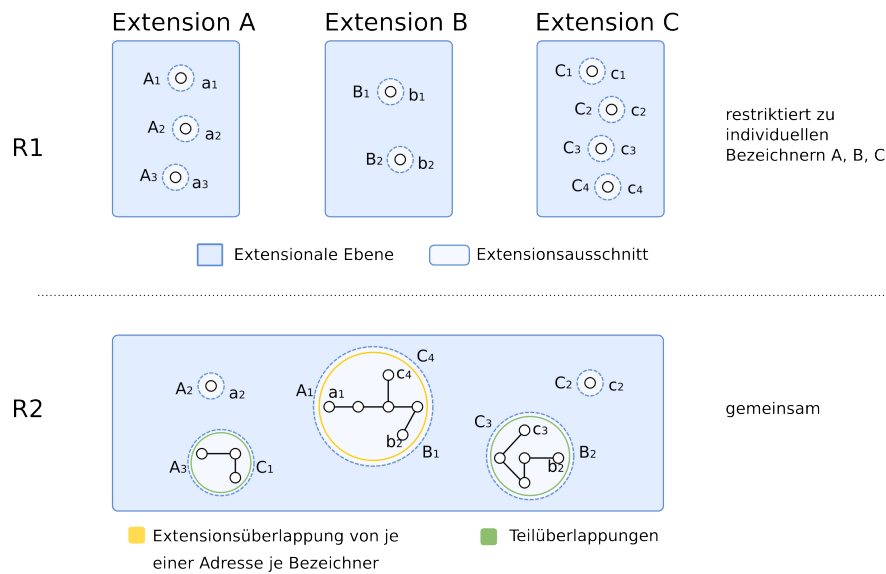 Extension A
Extension B
Extension C
A₁ a₁
A₂ a₂
A₃ a₃
B₁ b₁
B₂ b₂
C₁ c₁
C₂ c₂
C₃ c₃
C₄ c₄
R1
restriktiert zu
individuellen
Bezeichnern A, B, C
Extensionale Ebene
Extensionsausschnitt
R2
A₂ a₂
A₃ C₁
C₄
c₄
A₁ a₁
b₂
B₁
C₂ c₂
C₃ c₃
B₂
b₂
gemeinsam
Extensionsüberlappung von je
einer Adresse je Bezeichner
Teilüberlappungen